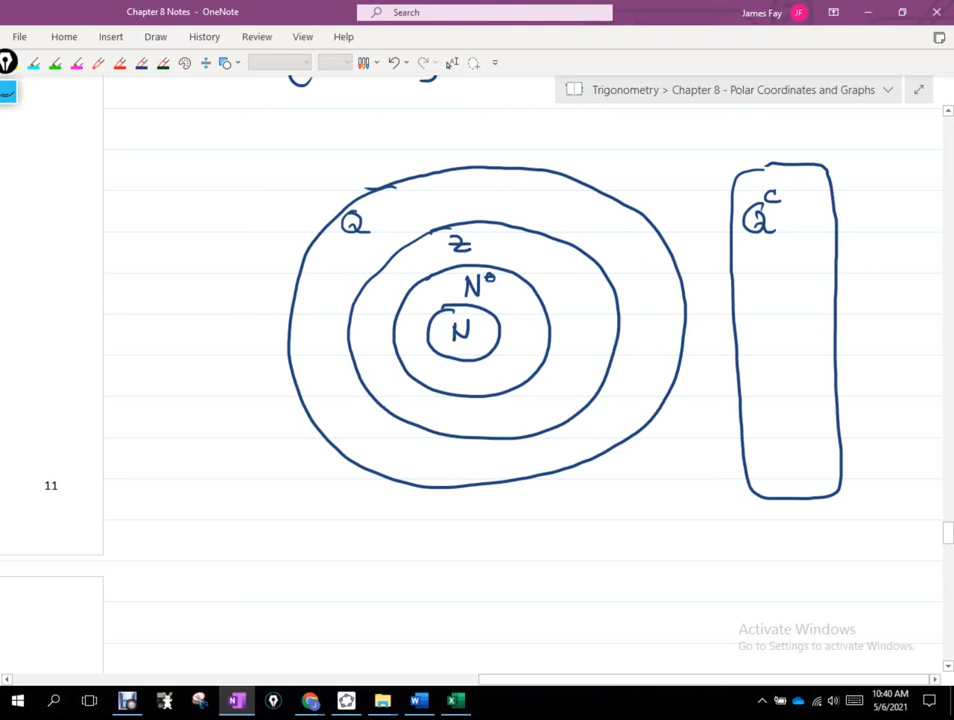 Chapter 8 Notes - OneNote
Search
James Fay
JF
File Home Insert Draw History Review View Help
Trigonometry > Chapter 8 - Polar Coordinates and Graphs
Q
Z
N⁰
N
Qᶜ
11
Activate Windows
Go to Settings to activate Windows.
10:40 AM
5/6/2021